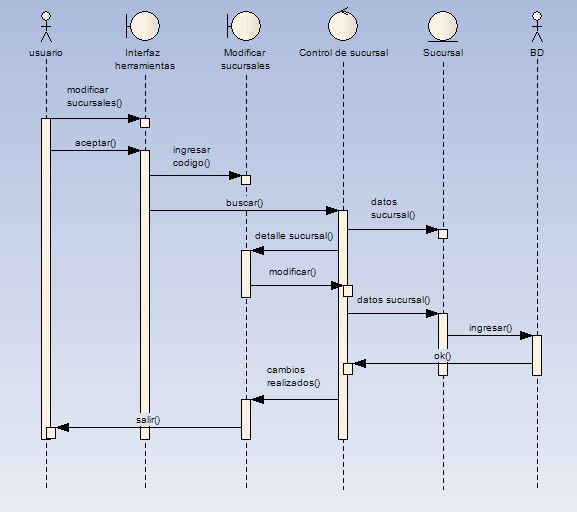 usuario
Interfaz
herramientas
Modificar
sucursales
Control de sucursal
Sucursal
BD
modificar
sucursales()
aceptar()
ingresar
codigo()
buscar()
datos
sucursal()
detalle sucursal()
modificar()
datos sucursal()
ingresar()
ok()
cambios
realizados()
salir()